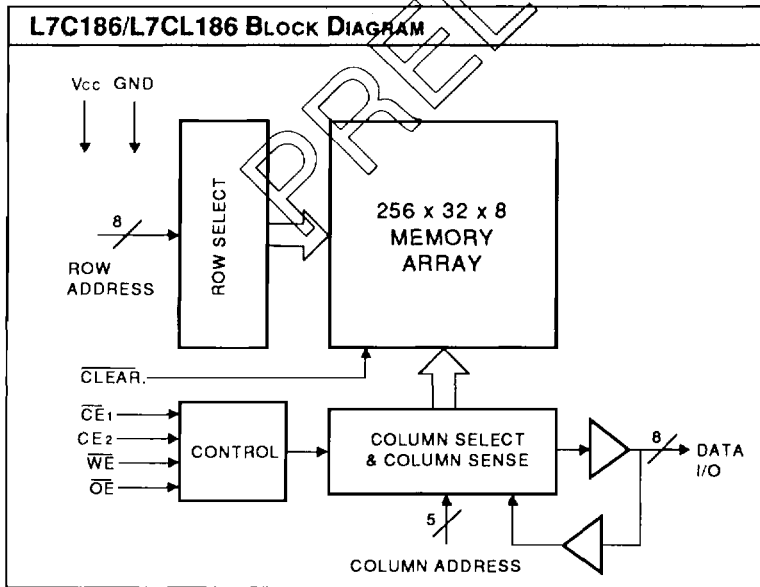 L7C186/L7CL186 BLOCK DIAGRAM
Vcc GND
8
ROW
ADDRESS
ROW SELECT
256 x 32 x 8
MEMORY
ARRAY
CLEAR.
CE1
CE2
WE
OE
CONTROL
COLUMN SELECT
& COLUMN SENSE
8
DATA
I/O
5
COLUMN ADDRESS
PREL